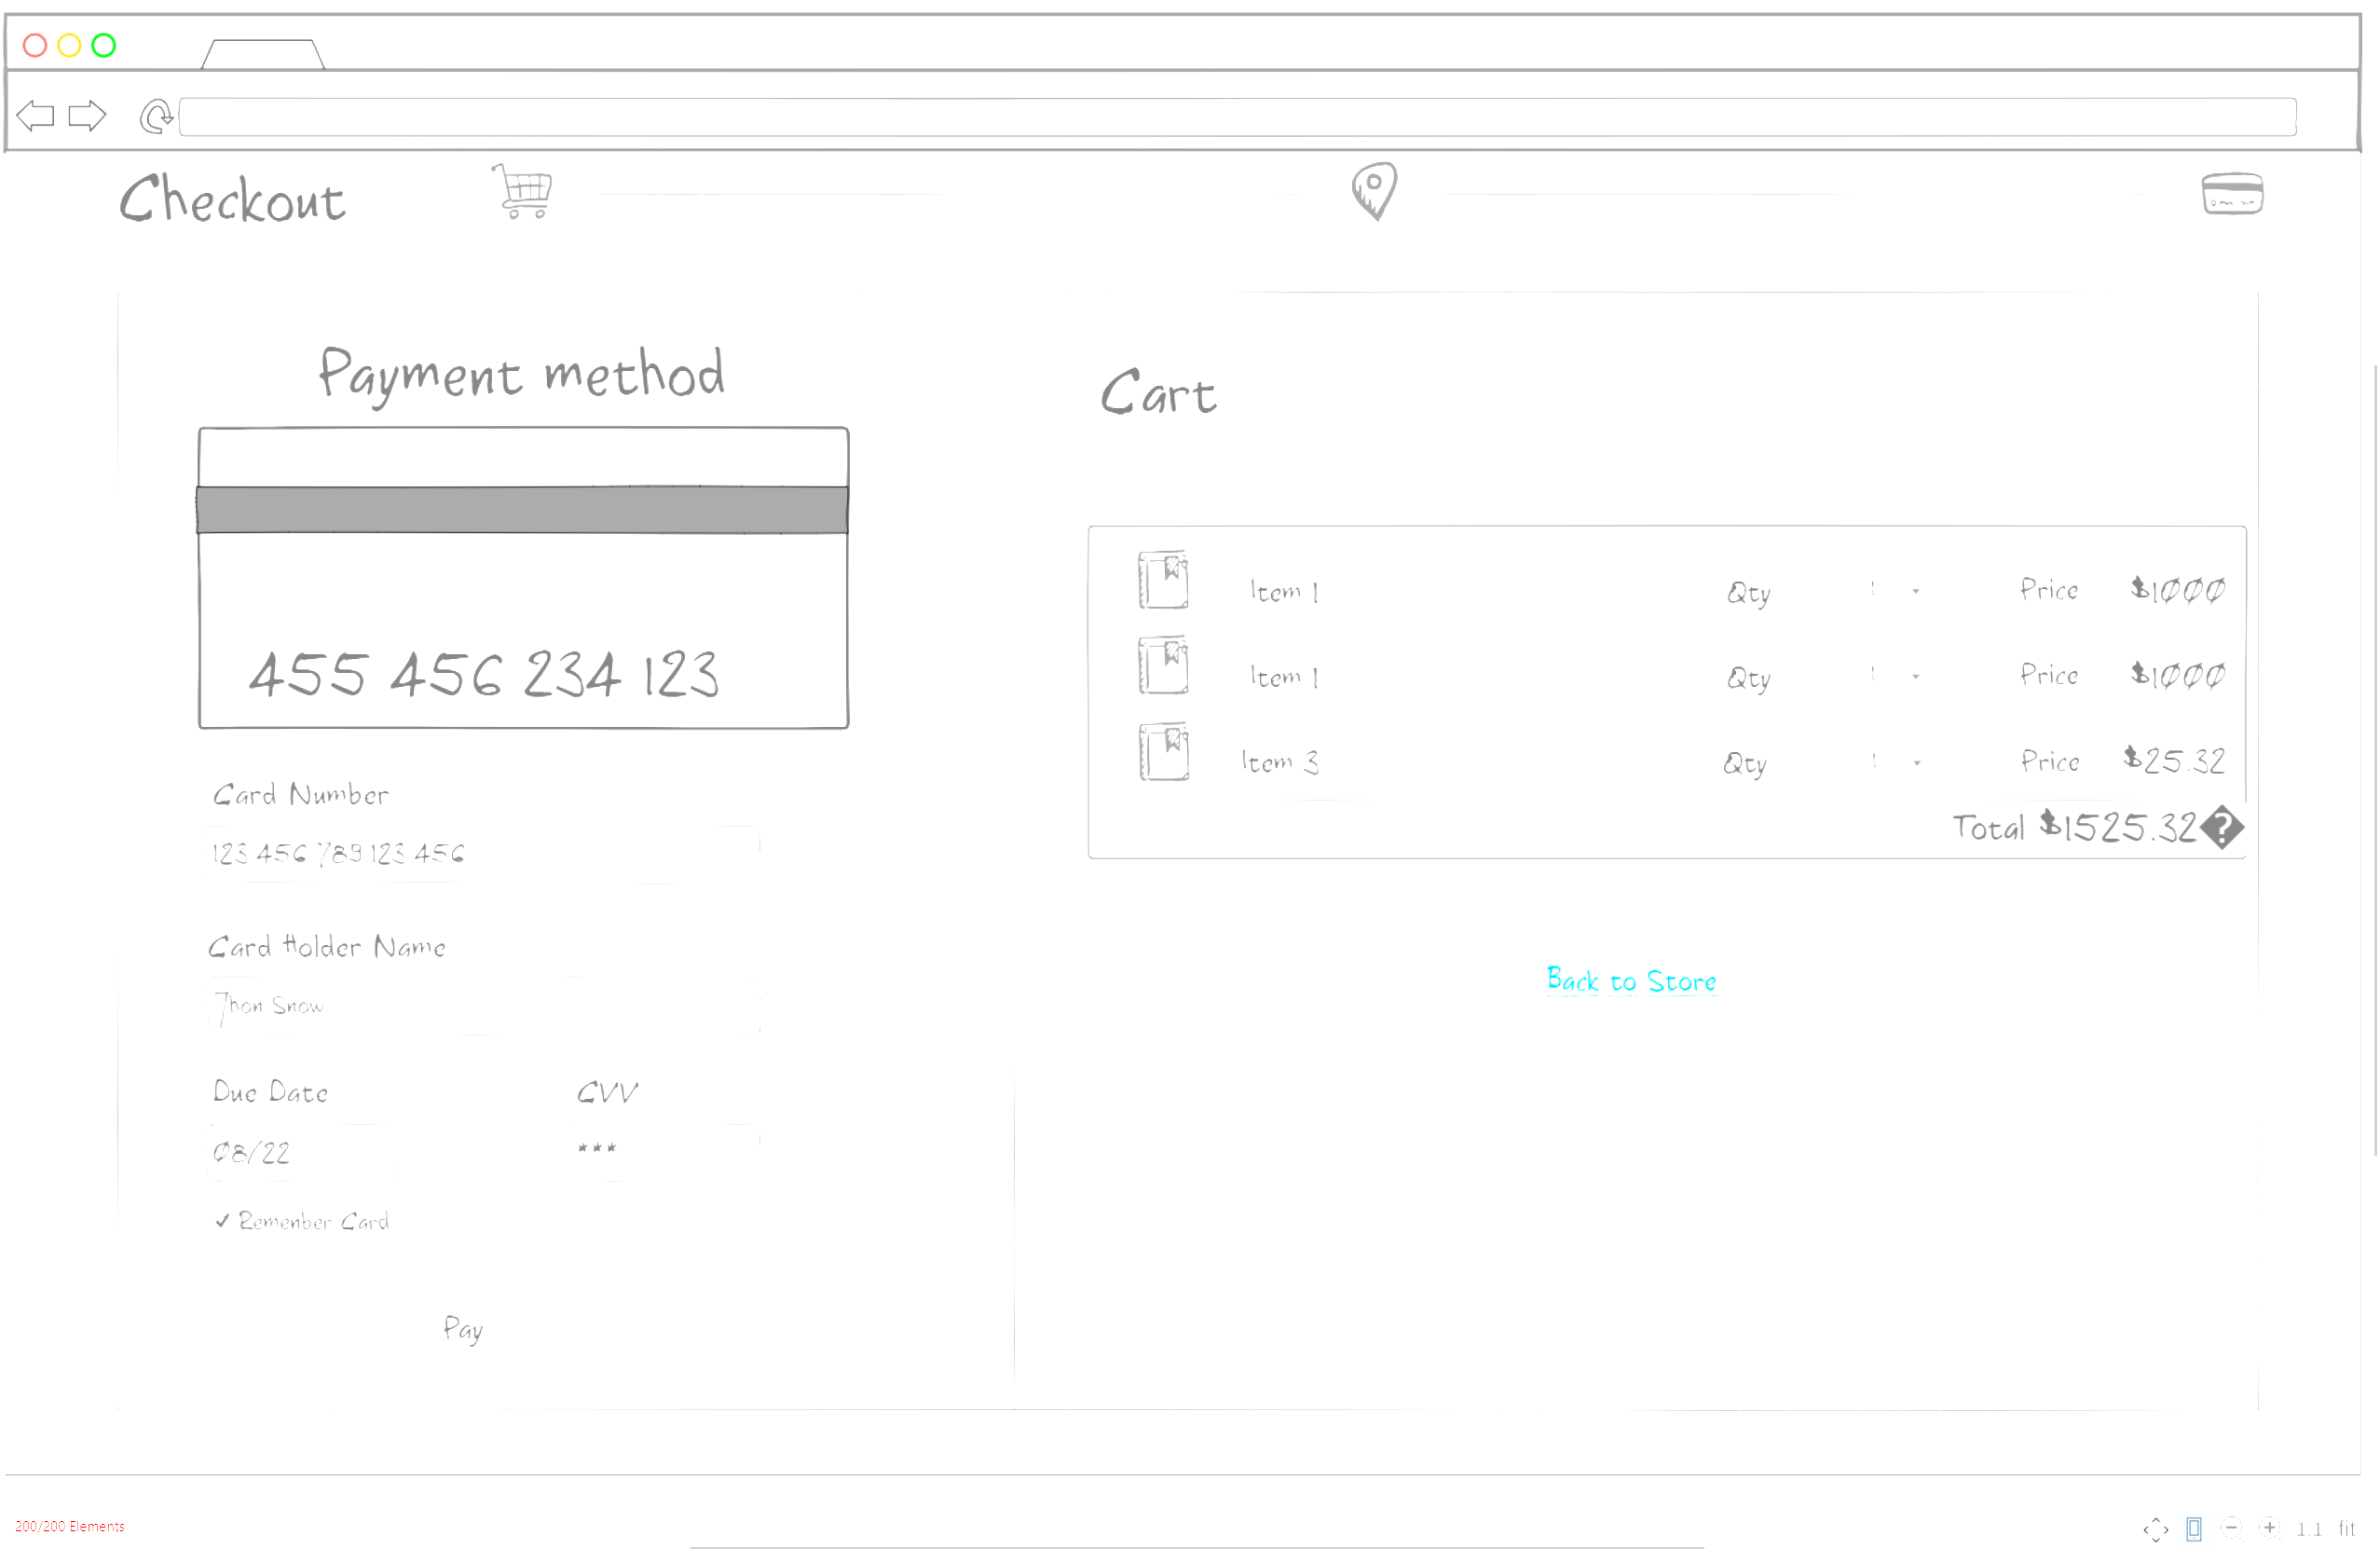 Checkout
Payment method
455 456 234 123
Card Number
123 456 789 123 456
Card Holder Name
Jhon Snow
Due Date CVV
08/22 ***
Remenber Card
Pay
Cart
Item 1 Qty 1 Price $1000
Item 1 Qty 1 Price $1000
Item 3 Qty 1 Price $25.32
Total $1525.32�
Back to Store
200/200 Elements
1:1 fit